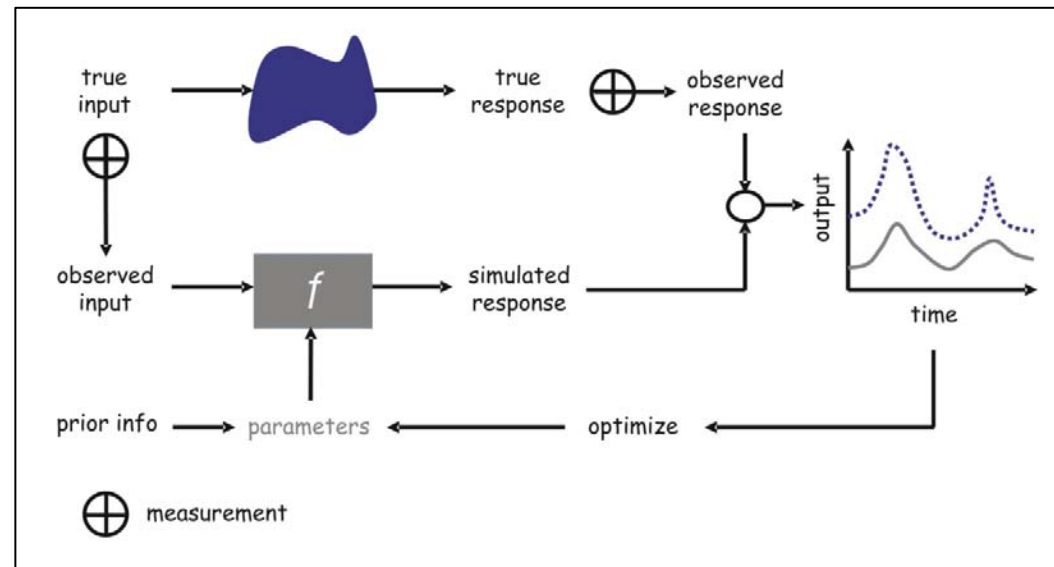 true
input
true
response
observed
response
output
time
observed
input
f
simulated
response
prior info
parameters
optimize
measurement